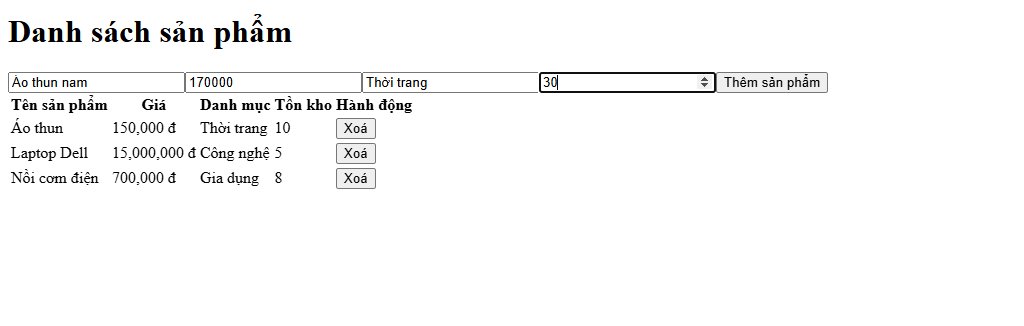 Danh sách sản phẩm
Áo thun nam 170000 Thời trang 30 Thêm sản phẩm
Tên sản phẩm Giá Danh mục Tồn kho Hành động
Áo thun 150,000 đ Thời trang 10 Xoá
Laptop Dell 15,000,000 đ Công nghệ 5 Xoá
Nồi cơm điện 700,000 đ Gia dụng 8 Xoá